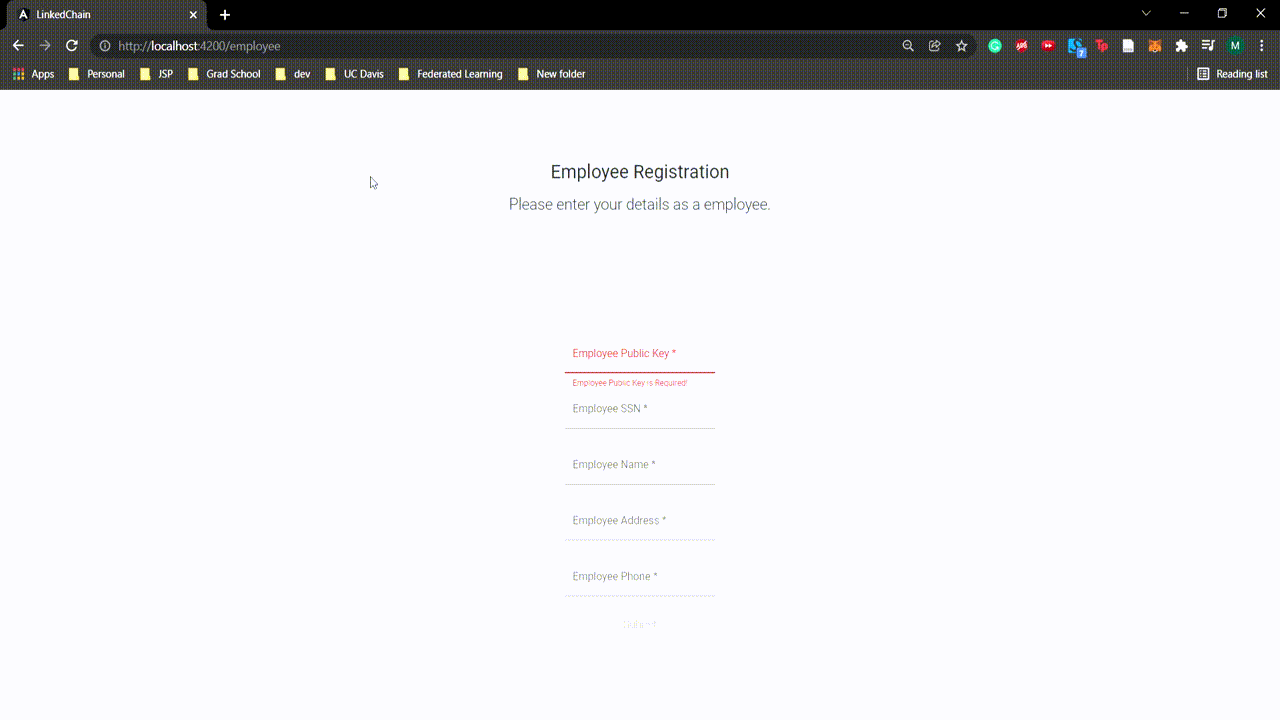 LinkedChain
http://localhost:4200/employee
7
M
Apps Personal JSP Grad School dev UC Davis Federated Learning New folder Reading list
Employee Registration
Please enter your details as a employee.
Employee Public Key *
Employee Public Key is Required!
Employee SSN *
Employee Name *
Employee Address *
Employee Phone *